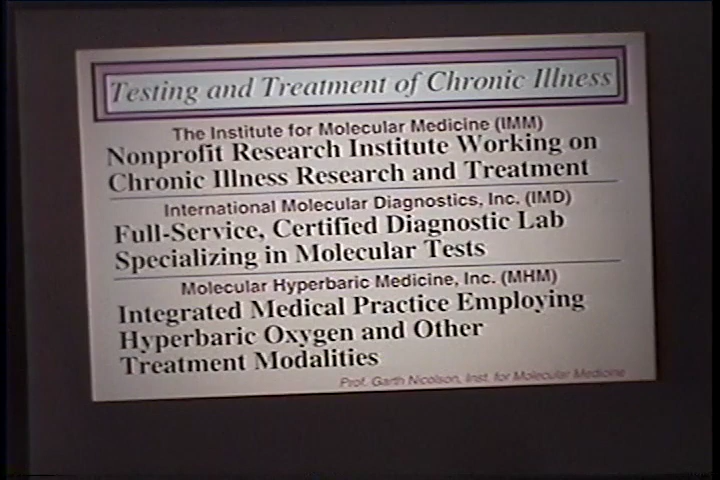 Testing and Treatment of Chronic Illness
The Institute for Molecular Medicine (IMM)
Nonprofit Research Institute Working on
Chronic Illness Research and Treatment
International Molecular Diagnostics, Inc. (IMD)
Full-Service, Certified Diagnostic Lab
Specializing in Molecular Tests
Molecular Hyperbaric Medicine, Inc. (MHM)
Integrated Medical Practice Employing
Hyperbaric Oxygen and Other
Treatment Modalities
Prof. Garth Nicolson, Inst. for Molecular Medicine